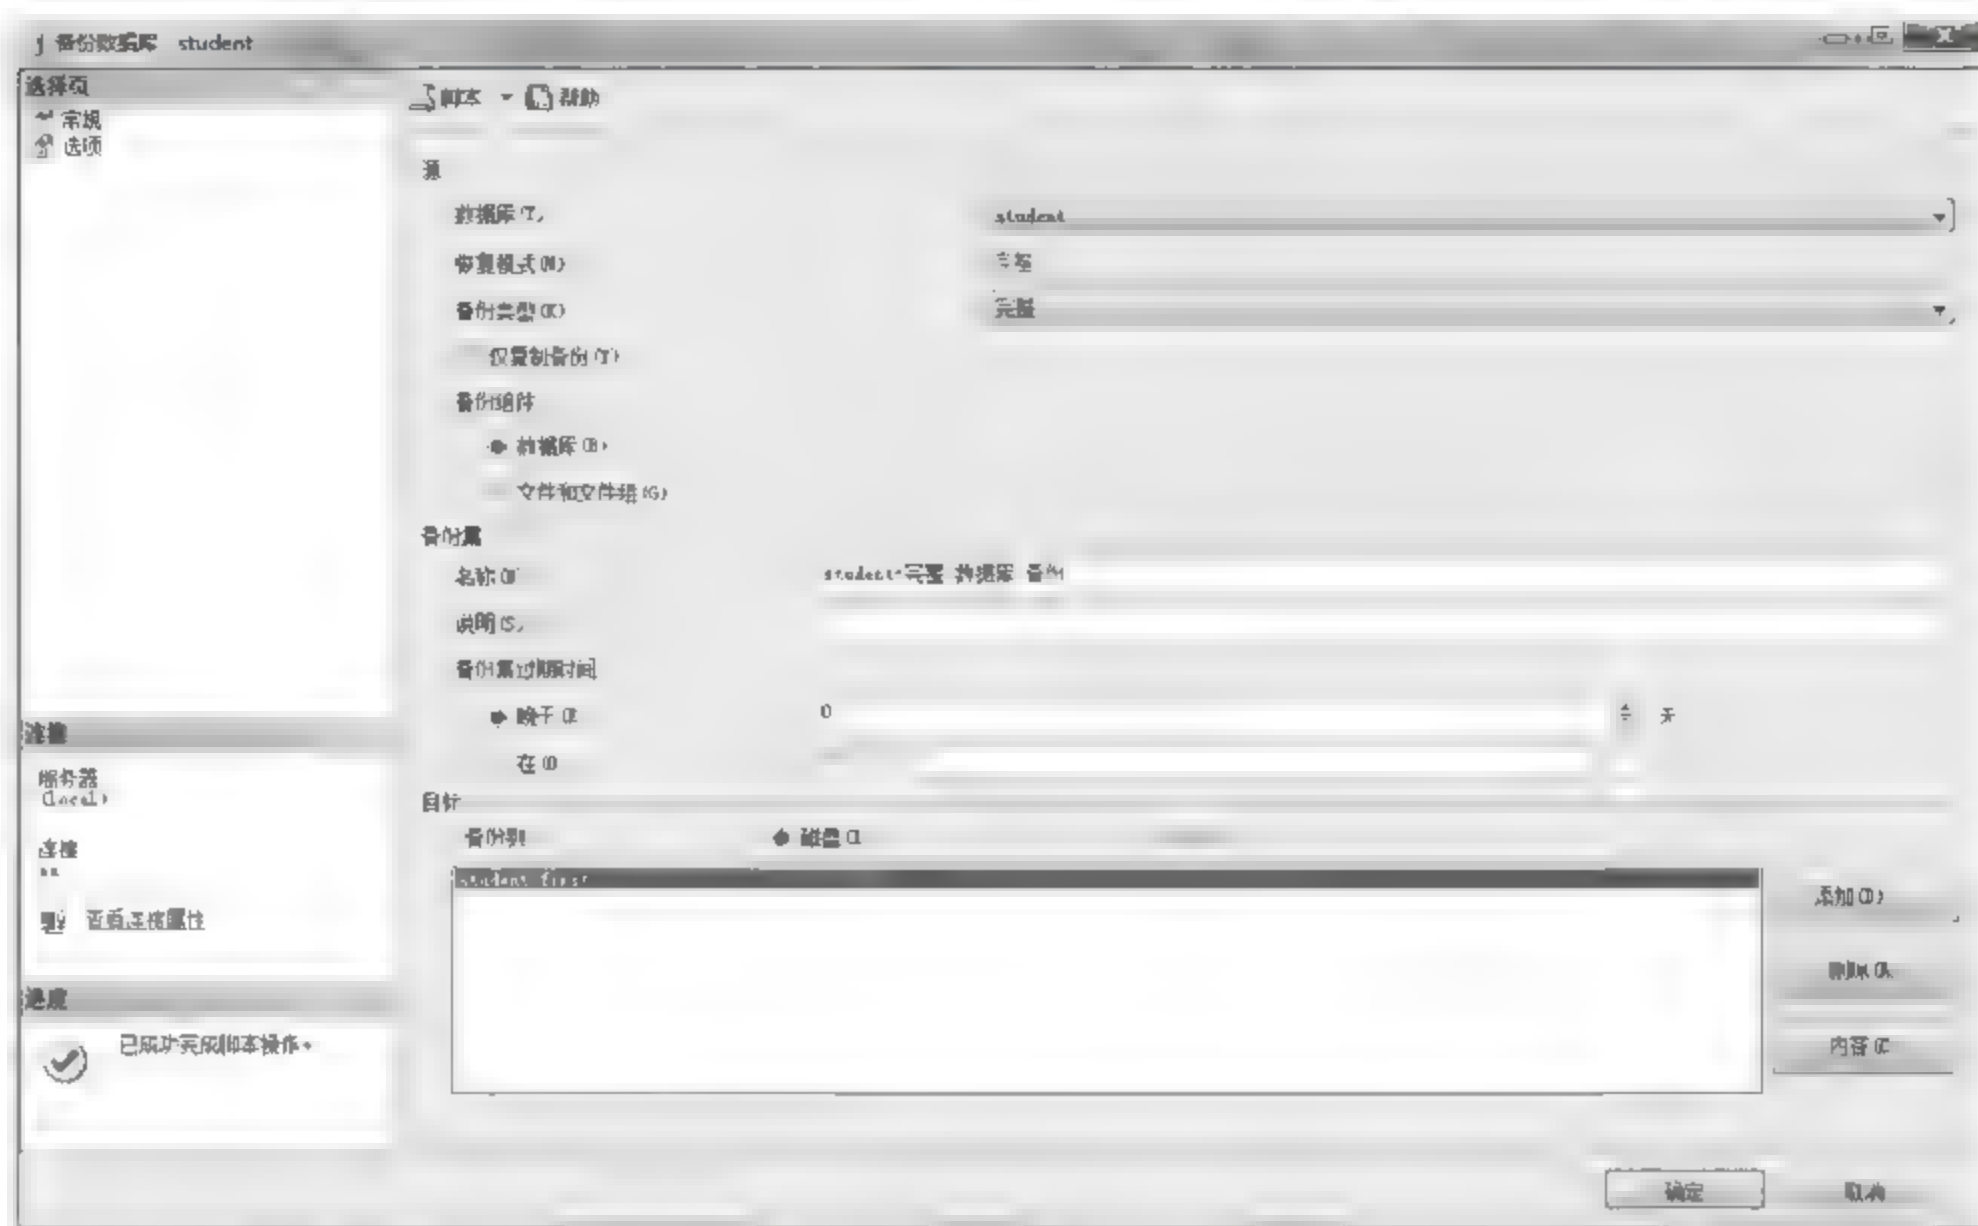 备份数据库 student
选择页
常规
选项
脚本 帮助
源
数据库(T)
student
恢复模式(M)
完整
备份类型(K)
完整
仅复制备份(Y)
备份组件
数据库(B)
文件和文件组(G)
备份集
名称(N)
student-完整 数据库 备份
说明(S)
备份集过期时间
晚于(E
0
无
在(O
目标
备份到
磁盘(I
student first
添加(D)
删除(R
内容(C
连接
服务器
(local)
连接
查看连接属性
进度
已成功完成脚本操作。
确定
取消